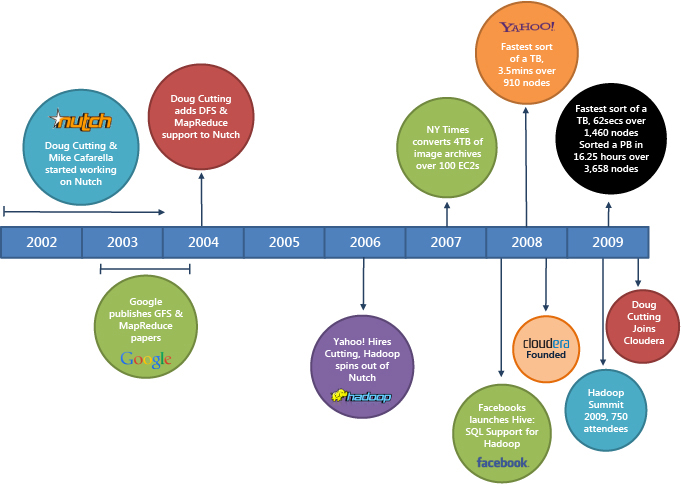 YAHOO!
Fastest sort
of a TB,
3.5mins over
910 nodes
nutch
Doug Cutting &
Mike Cafarella
started working
on Nutch
Doug Cutting
adds DFS &
MapReduce
support to Nutch
NY Times
converts 4TB of
image archives
over 100 EC2s
Fastest sort of a
TB, 62secs over
1,460 nodes
Sorted a PB in
16.25 hours over
3,658 nodes
2002
2003
2004
2005
2006
2007
2008
2009
Google
publishes GFS &
MapReduce
papers
Google
Yahoo! Hires
Cutting, Hadoop
spins out of
Nutch
hadoop
Facebooks
launches Hive:
SQL Support for
Hadoop
facebook
cloudera
Founded
Hadoop
Summit
2009, 750
attendees
Doug
Cutting
Joins
Cloudera